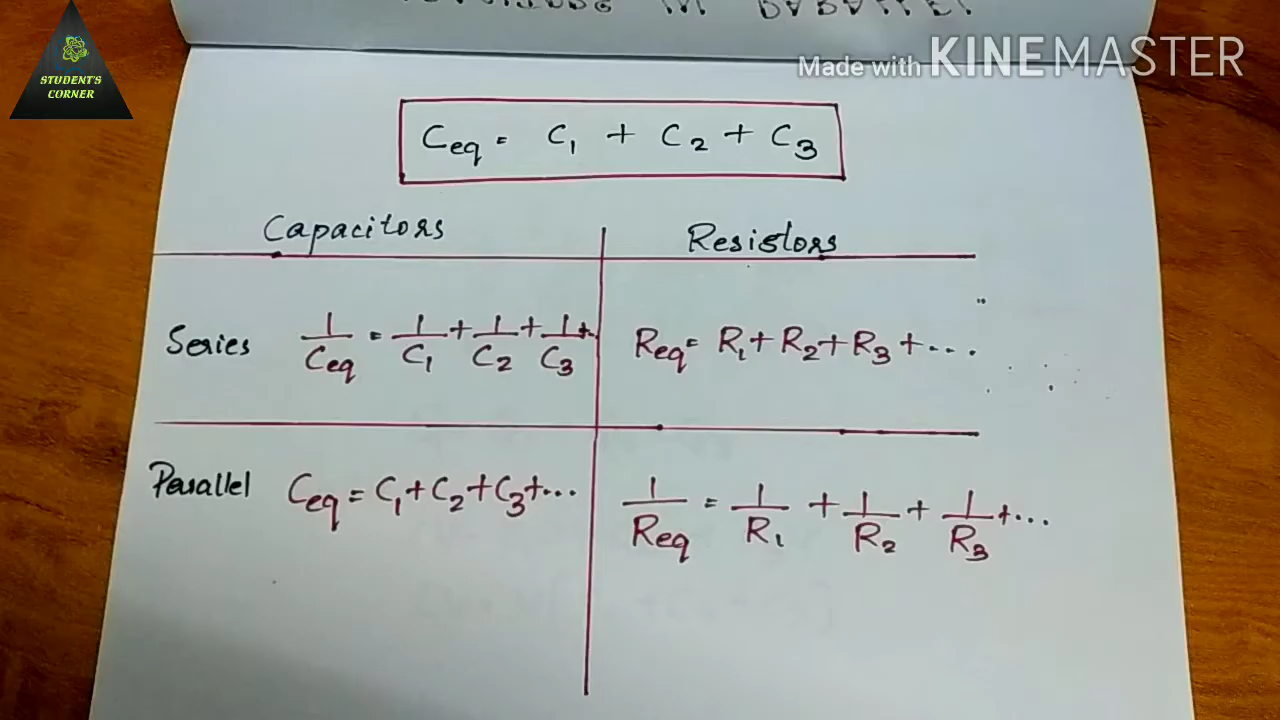 STUDENT'S
CORNER
Made with KINEMASTER
Ceq = C₁ + C₂ + C₃
Capacitors Resistors
Series 1/Ceq = 1/C₁ + 1/C₂ + 1/C₃ + Req = R₁ + R₂ + R₃ + ...
Parallel Ceq = C₁ + C₂ + C₃ + ... 1/Req = 1/R₁ + 1/R₂ + 1/R₃ + ...